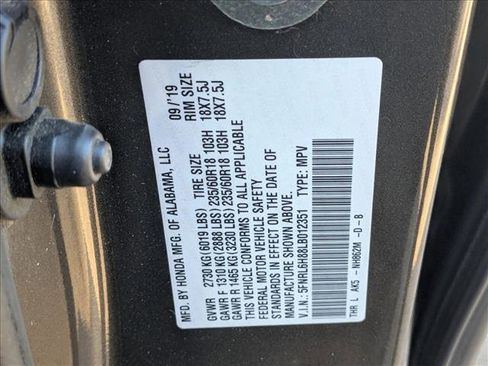 MFD. BY HONDA MFG. OF ALABAMA, LLC 09/'19
TIRE SIZE RIM SIZE
GVWR 2730 KG (6019 LBS)
GAWR F 1310 KG (2888 LBS) 235/60R18 103H 18X7.5J
GAWR R 1465 KG (3230 LBS) 235/60R18 103H 18X7.5J
THIS VEHICLE CONFORMS TO ALL APPLICABLE
FEDERAL MOTOR VEHICLE SAFETY
STANDARDS IN EFFECT ON THE DATE OF
MANUFACTURE SHOWN ABOVE.
V.I.N.: 5FNRL6H88LB012351 TYPE: MPV
THR L AK5 - NH862M -D - B